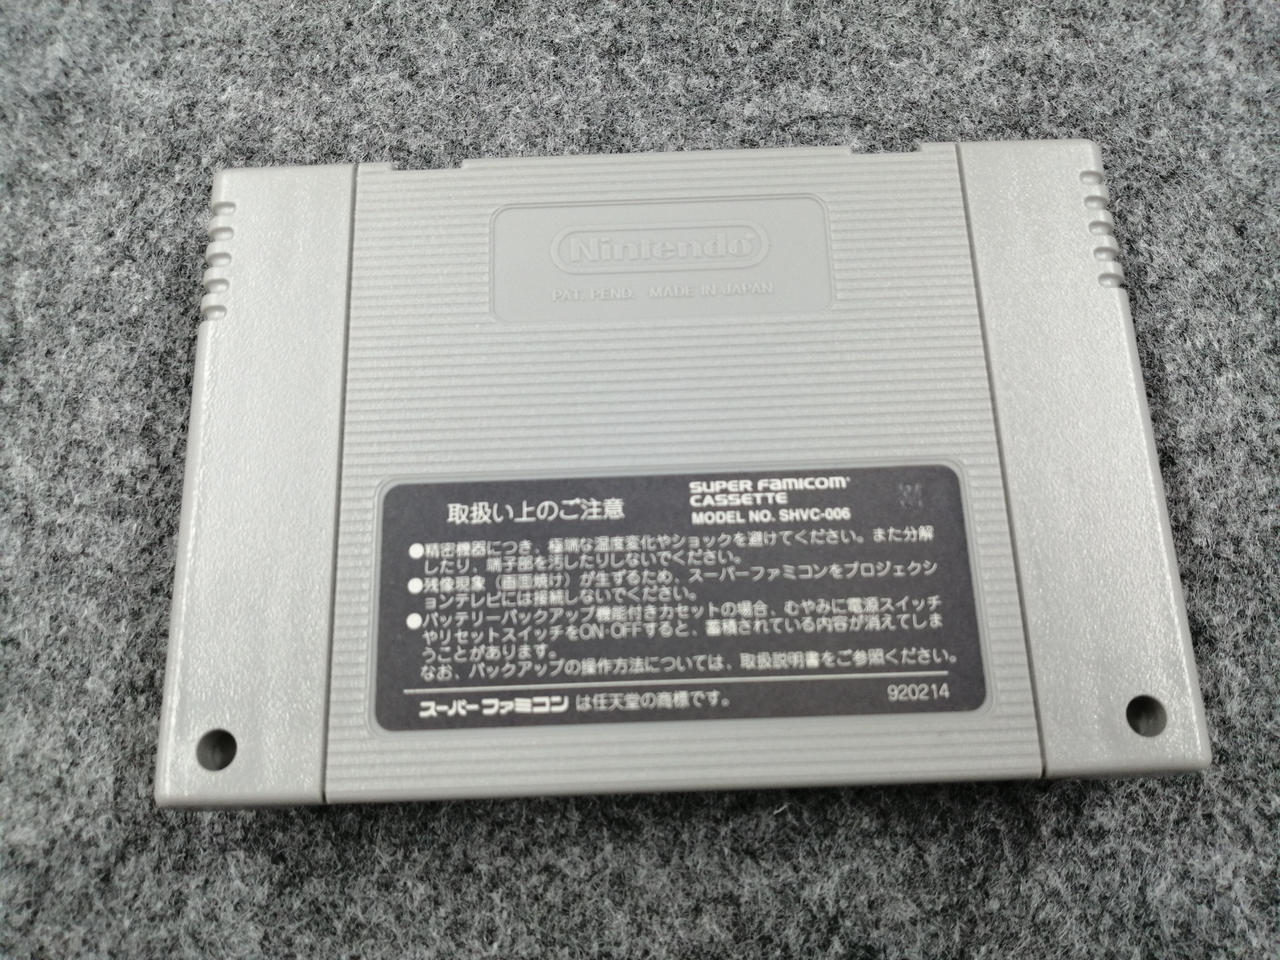 Nintendo®
PAT. PEND. MADE IN JAPAN
取扱い上のご注意
SUPER FAMICOM®
CASSETTE
MODEL NO. SHVC-006
●精密機器につき、極端な温度変化やショックを避けてください。また分解
したり、端子部を汚したりしないでください。
●残像現象（画面焼け）が生ずるため、スーパーファミコンをプロジェクシ
ョンテレビには接続しないでください。
●バッテリーバックアップ機能付きカセットの場合、むやみに電源スイッチ
やリセットスイッチをON・OFFすると、蓄積されている内容が消えてしま
うことがあります。
なお、バックアップの操作方法については、取扱説明書をご参照ください。
スーパーファミコンは任天堂の商標です。
920214